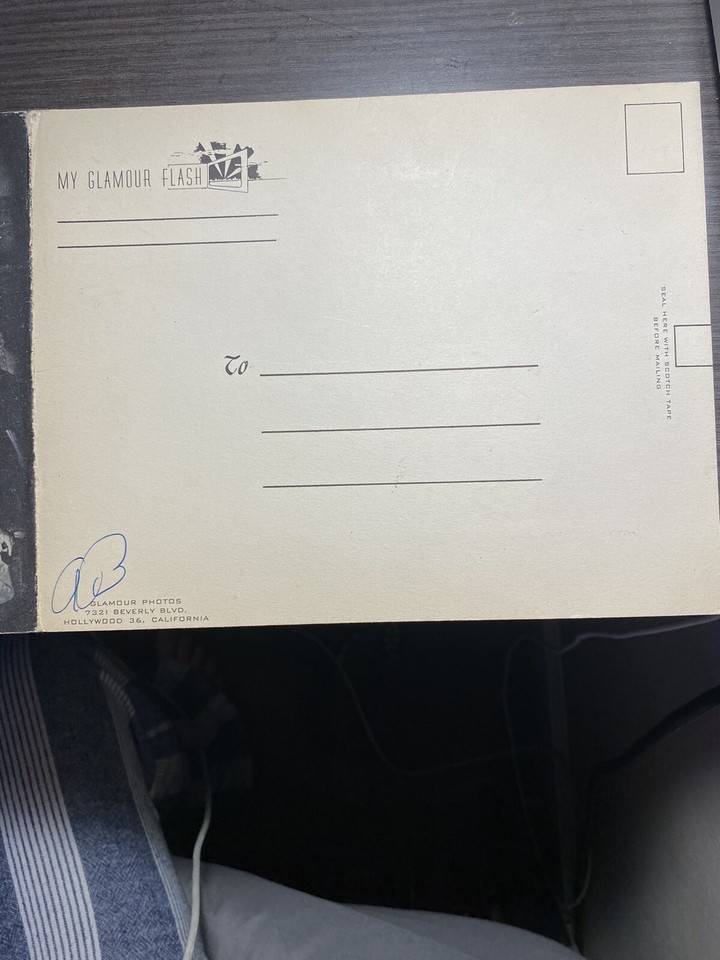 MY GLAMOUR FLASH
To
SEAL HERE WITH SCOTCH TAPE
BEFORE MAILING
AB
GLAMOUR PHOTOS
7321 BEVERLY BLVD.
HOLLYWOOD 36, CALIFORNIA